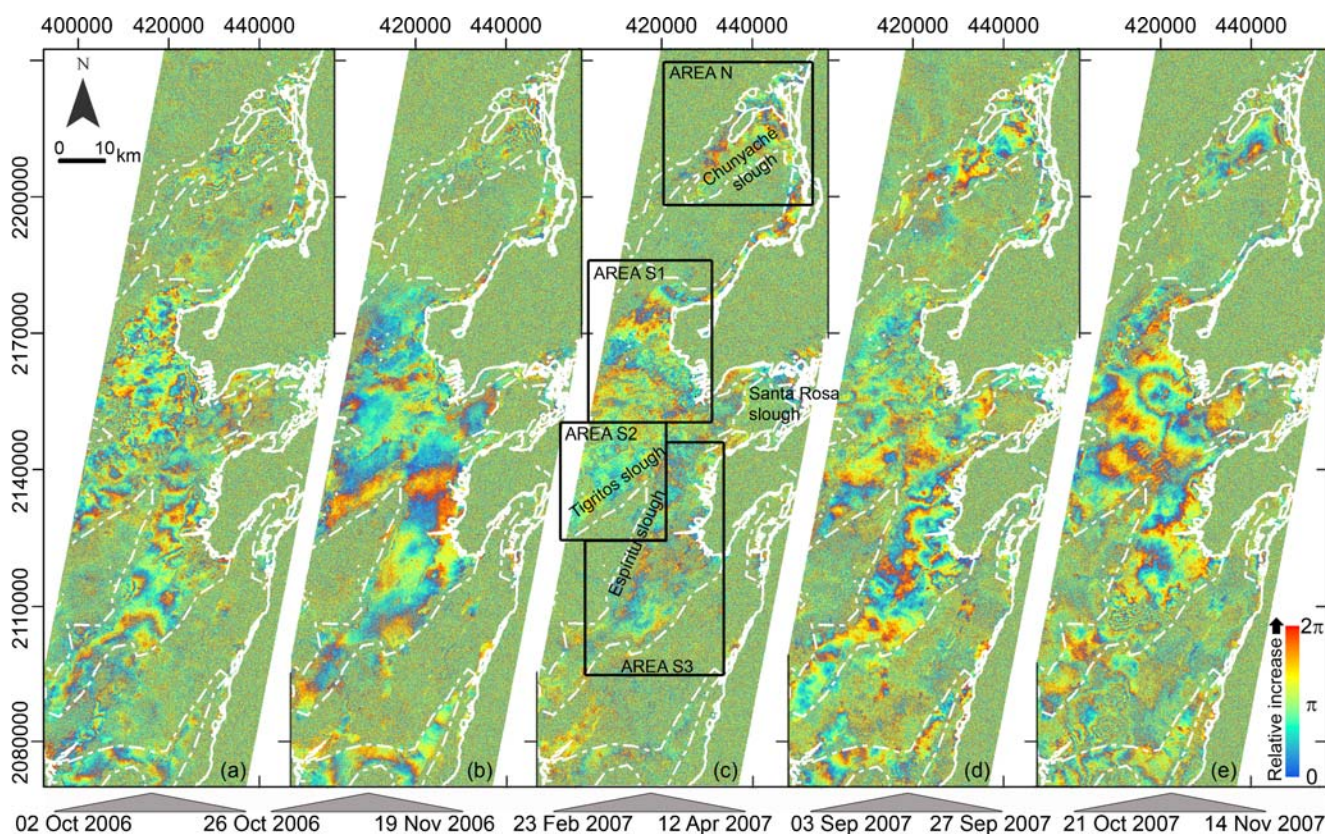 400000 420000 440000 420000 440000 420000 440000 420000 440000 420000 440000
N
0 10 km
AREA N
Chunyaché
slough
2200000
AREA S1
2170000
Santa Rosa
slough
AREA S2
Tigritos slough
2140000
Espiritu slough
2110000
AREA S3
2080000
Relative increase
2π
π
0
(a) (b) (c) (d) (e)
02 Oct 2006 26 Oct 2006 19 Nov 2006 23 Feb 2007 12 Apr 2007 03 Sep 2007 27 Sep 2007 21 Oct 2007 14 Nov 2007